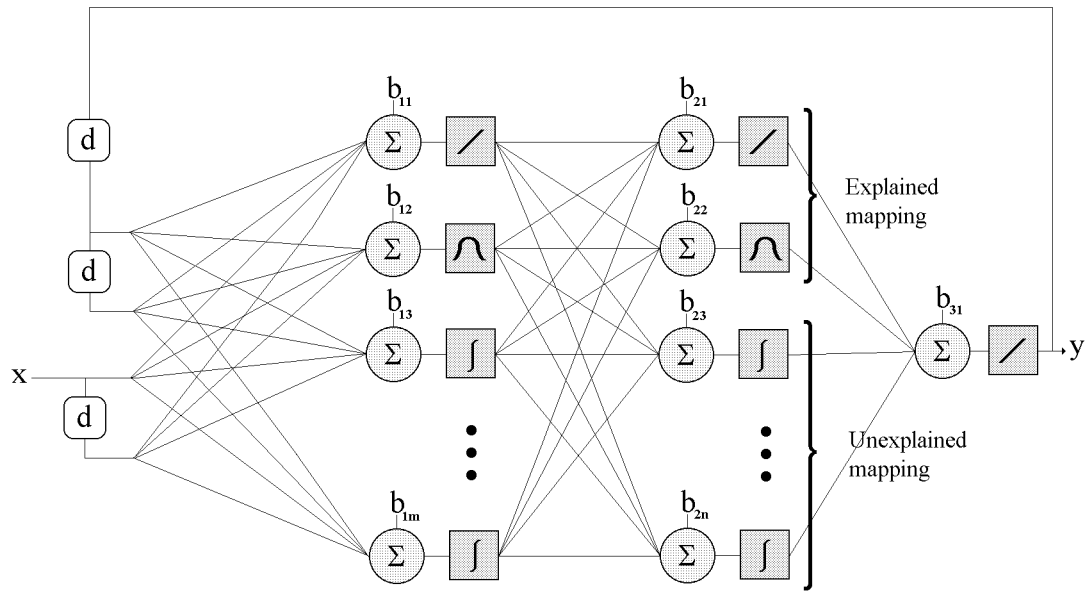 b11
b21
d
Σ / Σ /
Explained
mapping
b12
b22
d
Σ Σ
b13
b23
b31
Σ ∫ Σ ∫
Σ /
y
x
d
Unexplained
mapping
b1m
b2n
Σ ∫ Σ ∫